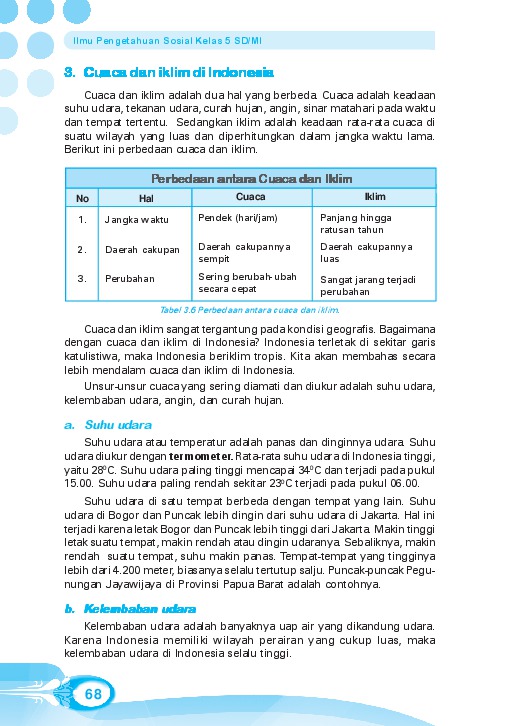 Ilmu Pengetahuan Sosial Kelas 5 SD/MI
3. Cuaca dan iklim di Indonesia
Cuaca dan iklim adalah dua hal yang berbeda. Cuaca adalah keadaan
suhu udara, tekanan udara, curah hujan, angin, sinar matahari pada waktu
dan tempat tertentu. Sedangkan iklim adalah keadaan rata-rata cuaca di
suatu wilayah yang luas dan diperhitungkan dalam jangka waktu lama.
Berikut ini perbedaan cuaca dan iklim.
Perbedaan antara Cuaca dan Iklim
No Hal Cuaca Iklim
1. Jangka waktu Pendek (hari/jam) Panjang hingga
ratusan tahun
2. Daerah cakupan Daerah cakupannya Daerah cakupannya
sempit luas
3. Perubahan Sering berubah-ubah Sangat jarang terjadi
secara cepat perubahan
Tabel 3.6 Perbedaan antara cuaca dan iklim.
Cuaca dan iklim sangat tergantung pada kondisi geografis. Bagaimana
dengan cuaca dan iklim di Indonesia? Indonesia terletak di sekitar garis
katulistiwa, maka Indonesia beriklim tropis. Kita akan membahas secara
lebih mendalam cuaca dan iklim di Indonesia.
Unsur-unsur cuaca yang sering diamati dan diukur adalah suhu udara,
kelembaban udara, angin, dan curah hujan.
a. Suhu udara
Suhu udara atau temperatur adalah panas dan dinginnya udara. Suhu
udara diukur dengan termometer. Rata-rata suhu udara di Indonesia tinggi,
yaitu 28⁰C. Suhu udara paling tinggi mencapai 34⁰C dan terjadi pada pukul
15.00. Suhu udara paling rendah sekitar 23⁰C terjadi pada pukul 06.00.
Suhu udara di satu tempat berbeda dengan tempat yang lain. Suhu
udara di Bogor dan Puncak lebih dingin dari suhu udara di Jakarta. Hal ini
terjadi karena letak Bogor dan Puncak lebih tinggi dari Jakarta. Makin tinggi
letak suatu tempat, makin rendah atau dingin udaranya. Sebaliknya, makin
rendah suatu tempat, suhu makin panas. Tempat-tempat yang tingginya
lebih dari 4.200 meter, biasanya selalu tertutup salju. Puncak-puncak Pegu-
nungan Jayawijaya di Provinsi Papua Barat adalah contohnya.
b. Kelembaban udara
Kelembaban udara adalah banyaknya uap air yang dikandung udara.
Karena Indonesia memiliki wilayah perairan yang cukup luas, maka
kelembaban udara di Indonesia selalu tinggi.
68